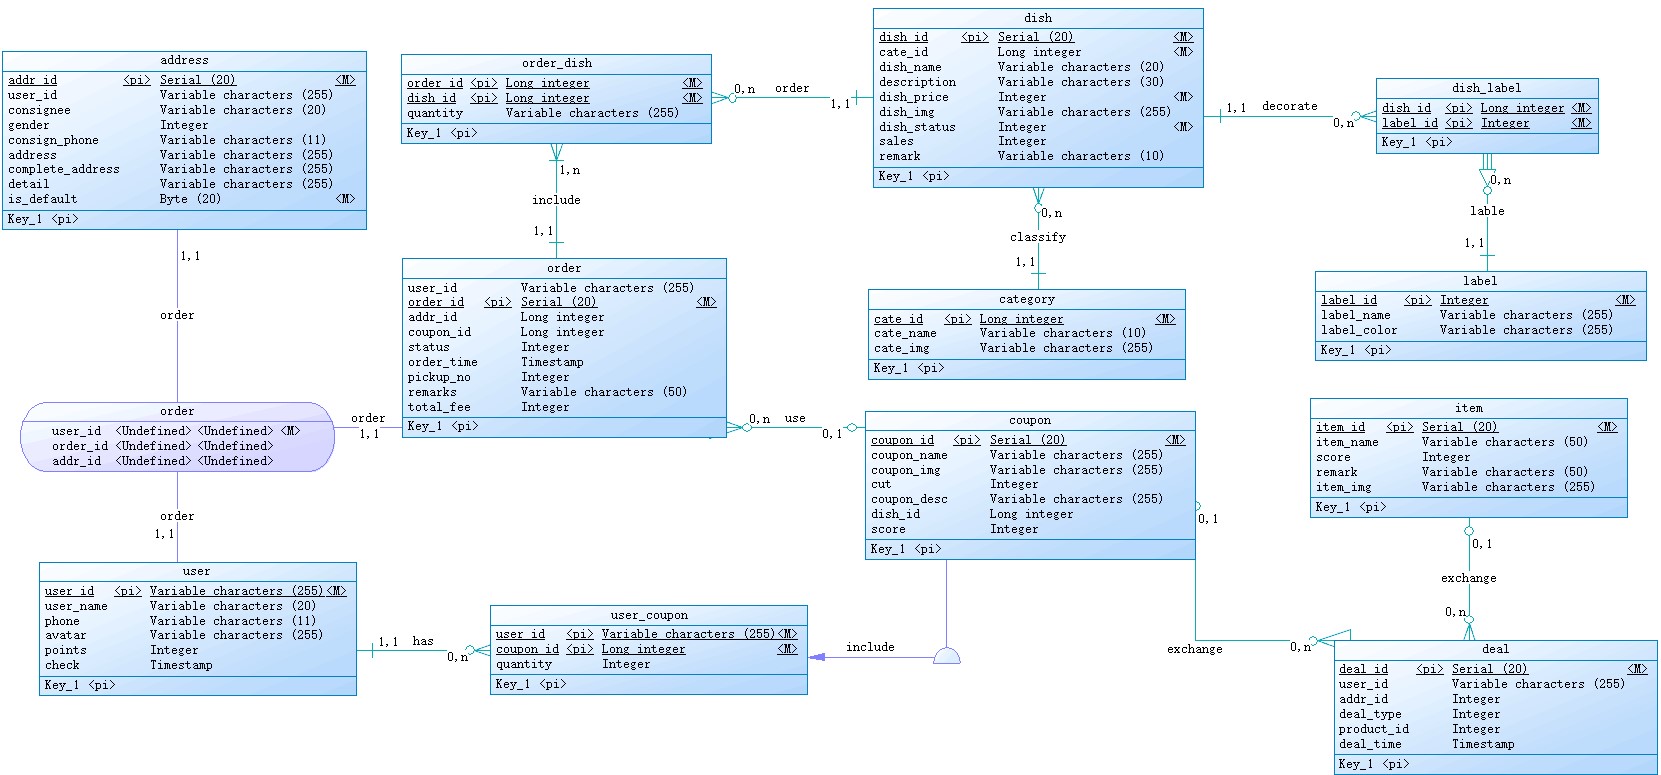 address
addr_id <pi> Serial (20) <M>
user_id Variable characters (255)
consignee Variable characters (20)
gender Integer
consign_phone Variable characters (11)
address Variable characters (255)
complete_address Variable characters (255)
detail Variable characters (255)
is_default Byte (20) <M>
Key_1 <pi>
1,1
order
order
user_id <Undefined> <Undefined> <M>
order_id <Undefined> <Undefined>
addr_id <Undefined> <Undefined>
order
1,1
order
1,1
user
user_id <pi> Variable characters (255) <M>
user_name Variable characters (20)
phone Variable characters (11)
avatar Variable characters (255)
points Integer
check Timestamp
Key_1 <pi>
1,1 has
0,n
order_dish
order_id <pi> Long integer <M>
dish_id <pi> Long integer <M>
quantity Variable characters (255)
Key_1 <pi>
0,n order
1,1
1,n
include
1,1
order
user_id Variable characters (255)
order_id <pi> Serial (20) <M>
addr_id Long integer
coupon_id Long integer
status Integer
order_time Timestamp
pickup_no Integer
remarks Variable characters (50)
total_fee Integer
Key_1 <pi>
0,n use
0,1
user_coupon
user_id <pi> Variable characters (255) <M>
coupon_id <pi> Long integer <M>
quantity Integer
Key_1 <pi>
include
dish
dish_id <pi> Serial (20) <M>
cate_id Long integer <M>
dish_name Variable characters (20)
description Variable characters (30)
dish_price Integer <M>
dish_img Variable characters (255)
dish_status Integer <M>
sales Integer
remark Variable characters (10)
Key_1 <pi>
1,1 decorate
0,n
0,n
classify
1,1
category
cate_id <pi> Long integer <M>
cate_name Variable characters (10)
cate_img Variable characters (255)
Key_1 <pi>
coupon
coupon_id <pi> Serial (20) <M>
coupon_name Variable characters (255)
coupon_img Variable characters (255)
cut Integer
coupon_desc Variable characters (255)
dish_id Long integer
score Integer
Key_1 <pi>
0,1
exchange
0,n
dish_label
dish_id <pi> Long integer <M>
label_id <pi> Integer <M>
Key_1 <pi>
0,n
lable
1,1
label
label_id <pi> Integer <M>
label_name Variable characters (255)
label_color Variable characters (255)
Key_1 <pi>
item
item_id <pi> Serial (20) <M>
item_name Variable characters (50)
score Integer
remark Variable characters (50)
item_img Variable characters (255)
Key_1 <pi>
0,1
exchange
0,n
deal
deal_id <pi> Serial (20) <M>
user_id Variable characters (255)
addr_id Integer
deal_type Integer
product_id Integer
deal_time Timestamp
Key_1 <pi>